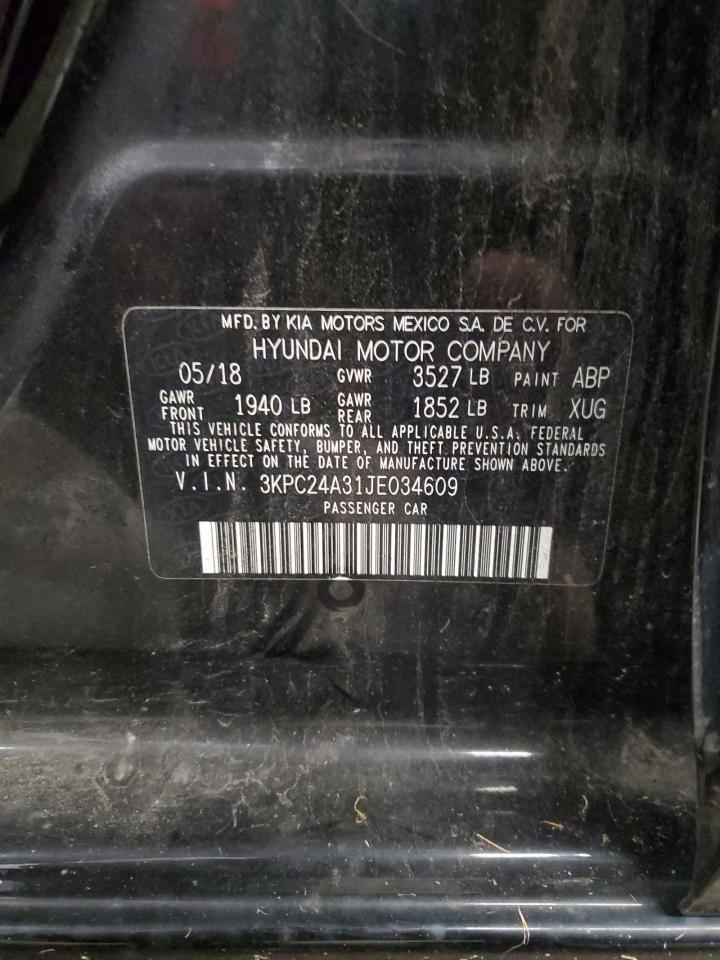 MFD. BY KIA MOTORS MEXICO S.A. DE C.V. FOR
HYUNDAI MOTOR COMPANY
05/18 GVWR 3527 LB PAINT ABP
GAWR FRONT 1940 LB GAWR REAR 1852 LB TRIM XUG
THIS VEHICLE CONFORMS TO ALL APPLICABLE U.S.A. FEDERAL
MOTOR VEHICLE SAFETY, BUMPER, AND THEFT PREVENTION STANDARDS
IN EFFECT ON THE DATE OF MANUFACTURE SHOWN ABOVE.
V.I.N. 3KPC24A31JE034609
PASSENGER CAR